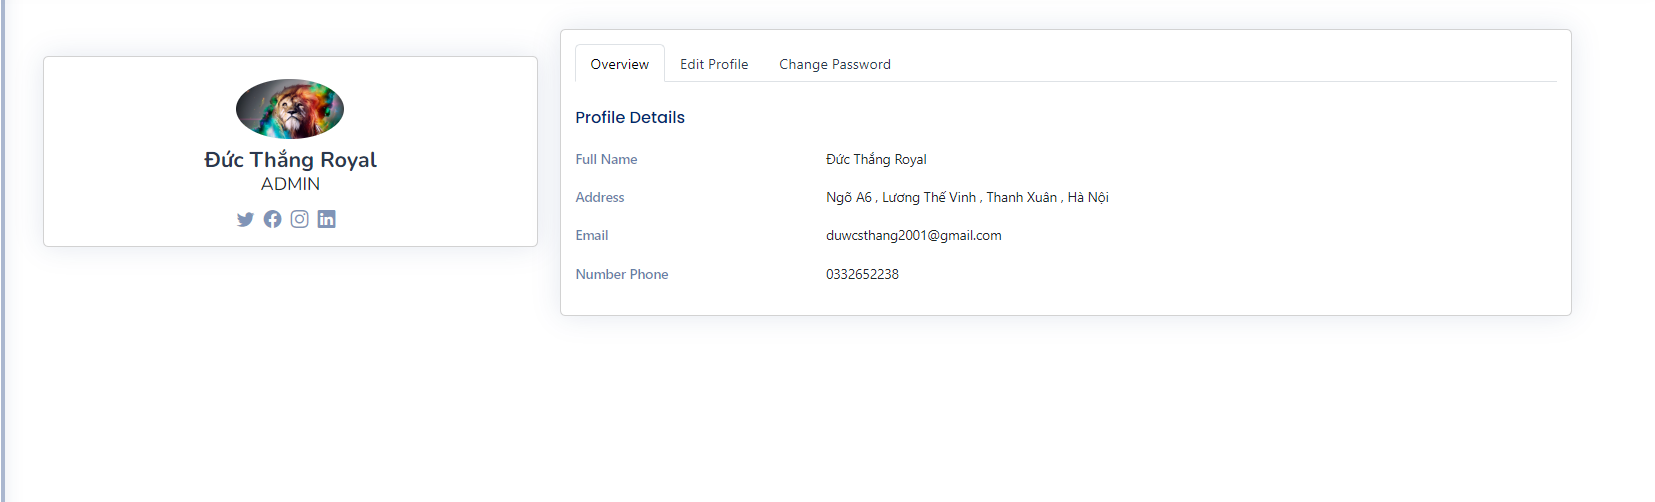 Đức Thắng Royal
ADMIN
Overview Edit Profile Change Password
Profile Details
Full Name Đức Thắng Royal
Address Ngõ A6 , Lương Thế Vinh , Thanh Xuân , Hà Nội
Email duwcsthang2001@gmail.com
Number Phone 0332652238